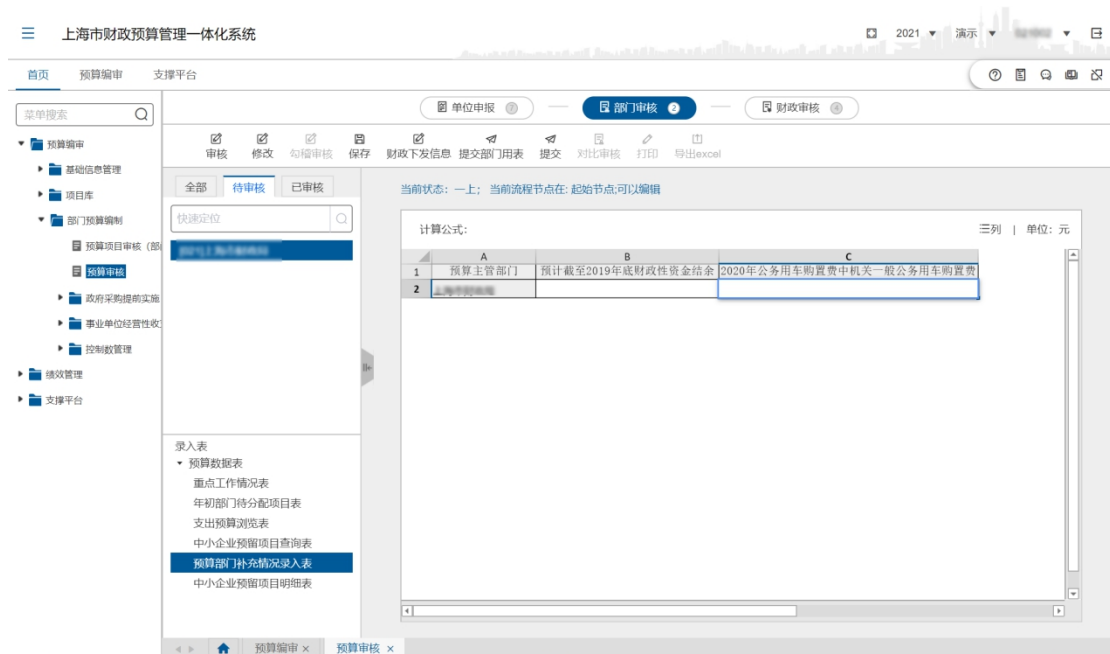 上海市财政预算管理一体化系统
2021 演示
首页 预算编审 支撑平台
菜单搜索
预算编审
基础信息管理
项目库
部门预算编制
预算项目审核（部
预算审核
政府采购提前实施
事业单位经营性收
控制数管理
绩效管理
支撑平台
单位申报 7 部门审核 2 财政审核 4
审核 修改 勾稽审核 保存 财政下发信息 提交部门用表 提交 对比审核 打印 导出excel
全部 待审核 已审核
快速定位
录入表
预算数据表
重点工作情况表
年初部门待分配项目表
支出预算浏览表
中小企业预留项目查询表
预算部门补充情况录入表
中小企业预留项目明细表
当前状态：一上； 当前流程节点在: 起始节点;可以编辑
计算公式: 三列 | 单位: 元
A B C
1 预算主管部门 预计截至2019年底财政性资金结余 2020年公务用车购置费中机关一般公务用车购置费
2
预算编审 × 预算审核 ×